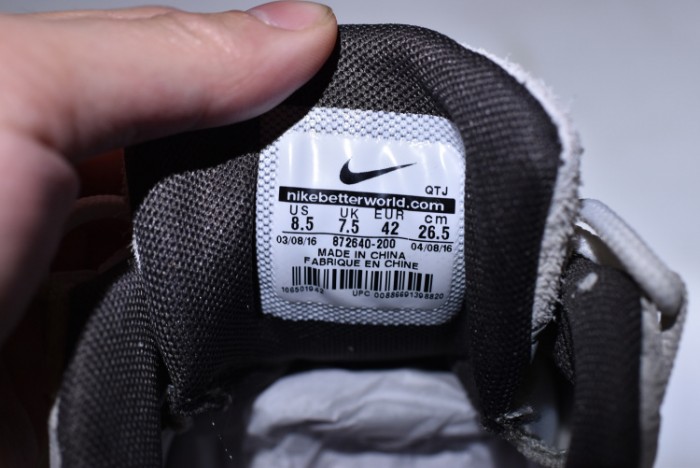 QTJ
nikebetterworld.com
US UK EUR cm
8.5 7.5 42 26.5
03/08/16 872640-200 04/08/16
MADE IN CHINA
FABRIQUE EN CHINE
UPC